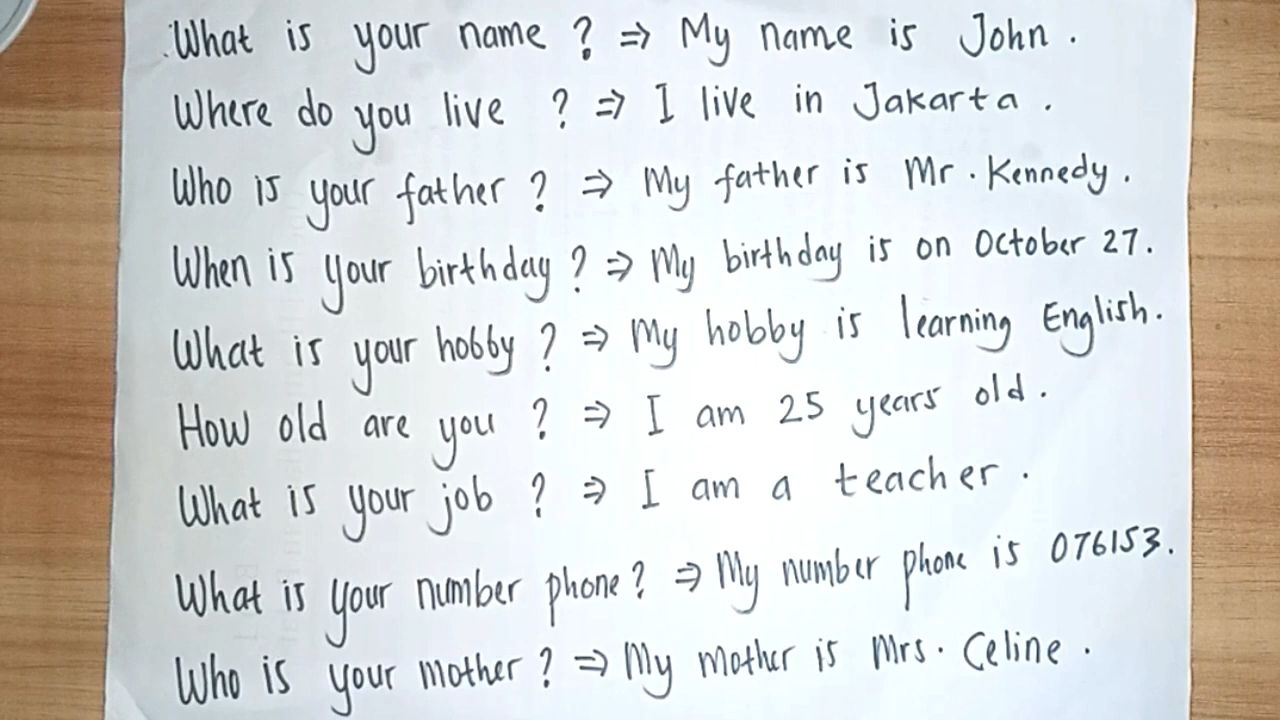 What is your name ? ⇒ My name is John .
Where do you live ? ⇒ I live in Jakarta .
Who is your father ? ⇒ My father is Mr . Kennedy .
When is your birthday ? ⇒ My birthday is on October 27 .
What is your hobby ? ⇒ My hobby is learning English .
How old are you ? ⇒ I am 25 years old .
What is your job ? ⇒ I am a teacher .
What is your number phone ? ⇒ My number phone is 076153 .
Who is your mother ? ⇒ My mother is Mrs . Celine .